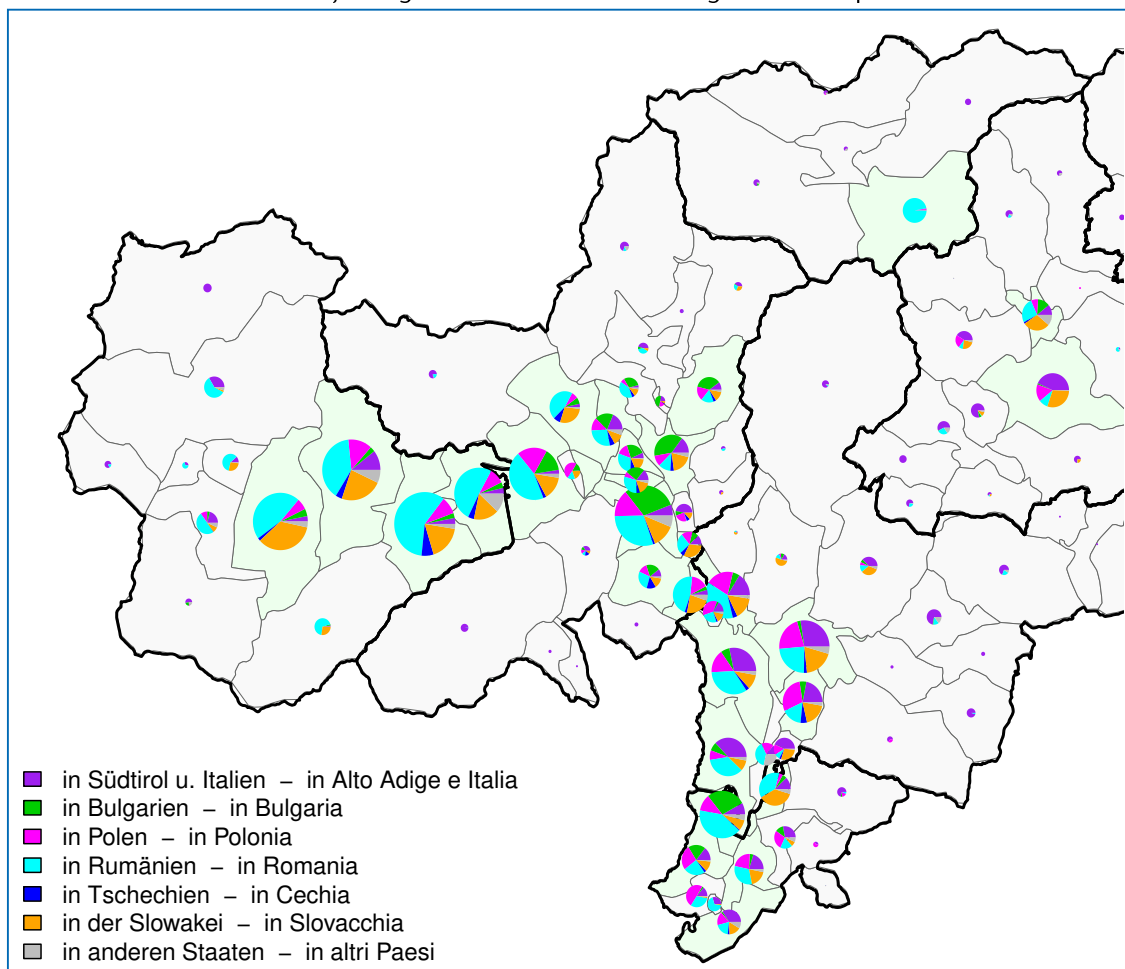 in Südtirol u. Italien – in Alto Adige e Italia
in Bulgarien – in Bulgaria
in Polen – in Polonia
in Rumänien – in Romania
in Tschechien – in Cechia
in der Slowakei – in Slovacchia
in anderen Staaten – in altri Paesi